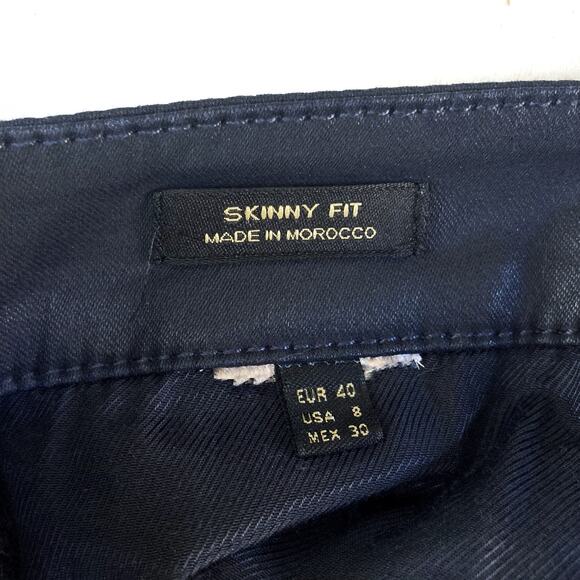 SKINNY FIT
MADE IN MOROCCO
EUR 40
USA 8
MEX 30